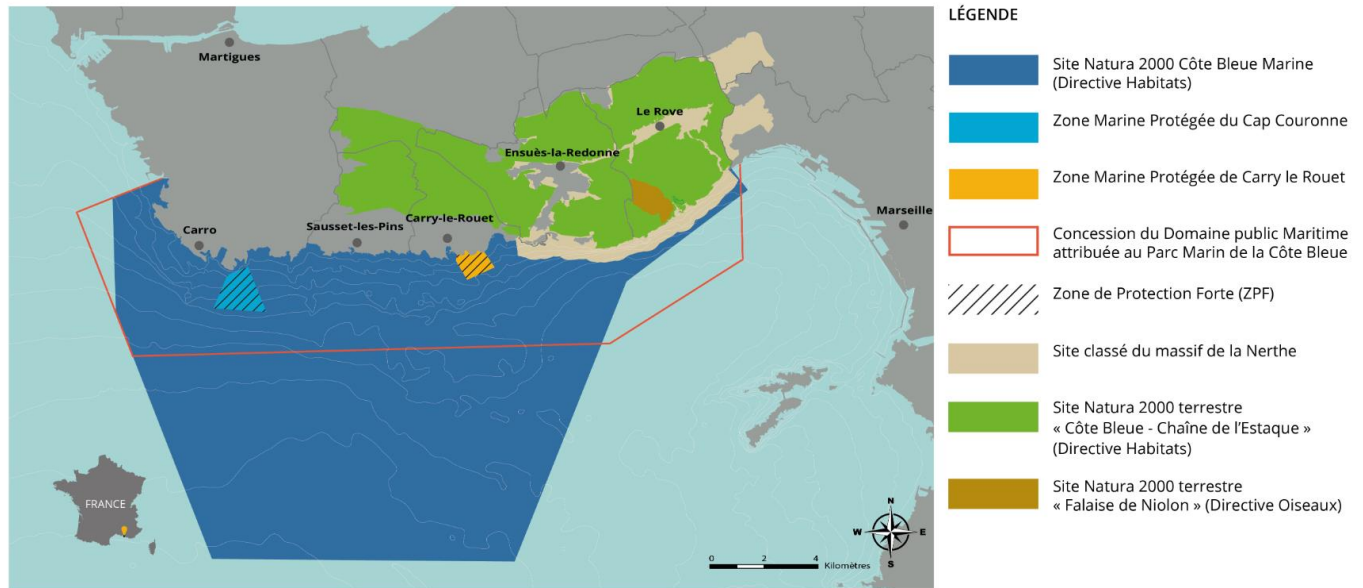 Martigues
Le Rove
Ensuès-la-Redonne
Carry-le-Rouet
Sausset-les-Pins
Carro
Marseille
FRANCE
N
W
E
S
0 2 4 Kilomètres
LÉGENDE
Site Natura 2000 Côte Bleue Marine
(Directive Habitats)
Zone Marine Protégée du Cap Couronne
Zone Marine Protégée de Carry le Rouet
Concession du Domaine public Maritime
attribuée au Parc Marin de la Côte Bleue
Zone de Protection Forte (ZPF)
Site classé du massif de la Nerthe
Site Natura 2000 terrestre
« Côte Bleue - Chaîne de l'Estaque »
(Directive Habitats)
Site Natura 2000 terrestre
« Falaise de Niolon » (Directive Oiseaux)